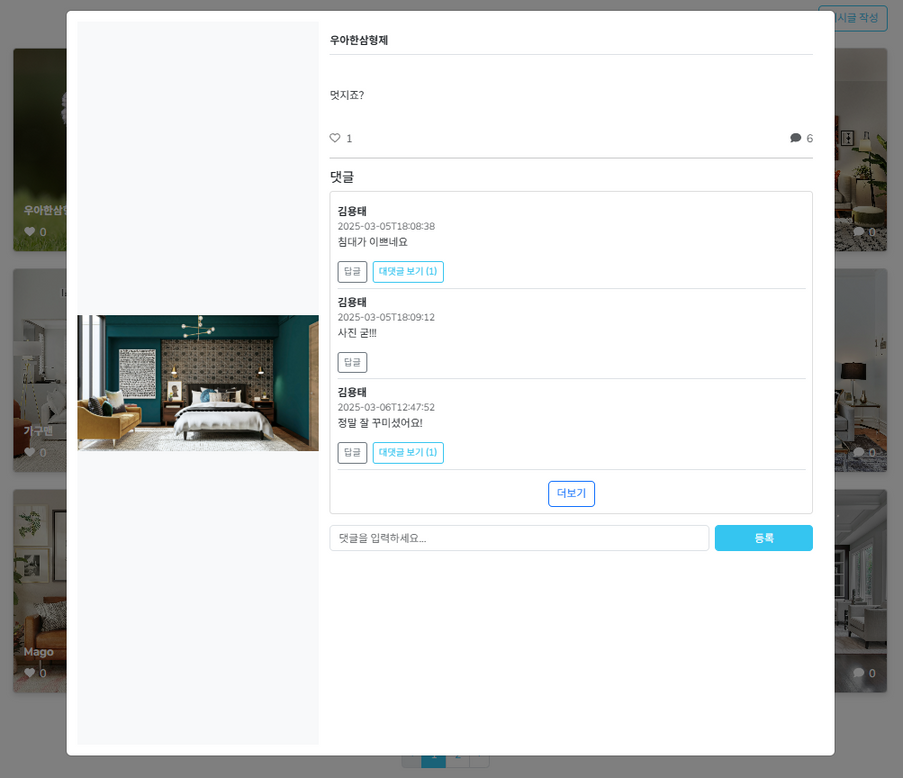 우아한삼형제
멋지죠?
1
6
댓글
김용태
2025-03-05T18:08:38
침대가 이쁘네요
답글
대댓글 보기 (1)
김용태
2025-03-05T18:09:12
사진 굳!!!
답글
김용태
2025-03-06T12:47:52
정말 잘 꾸미셨어요!
답글
대댓글 보기 (1)
더보기
댓글을 입력하세요...
등록
시글 작성
우아한삼형
0
0
가구맨
0
0
Mago
0
0